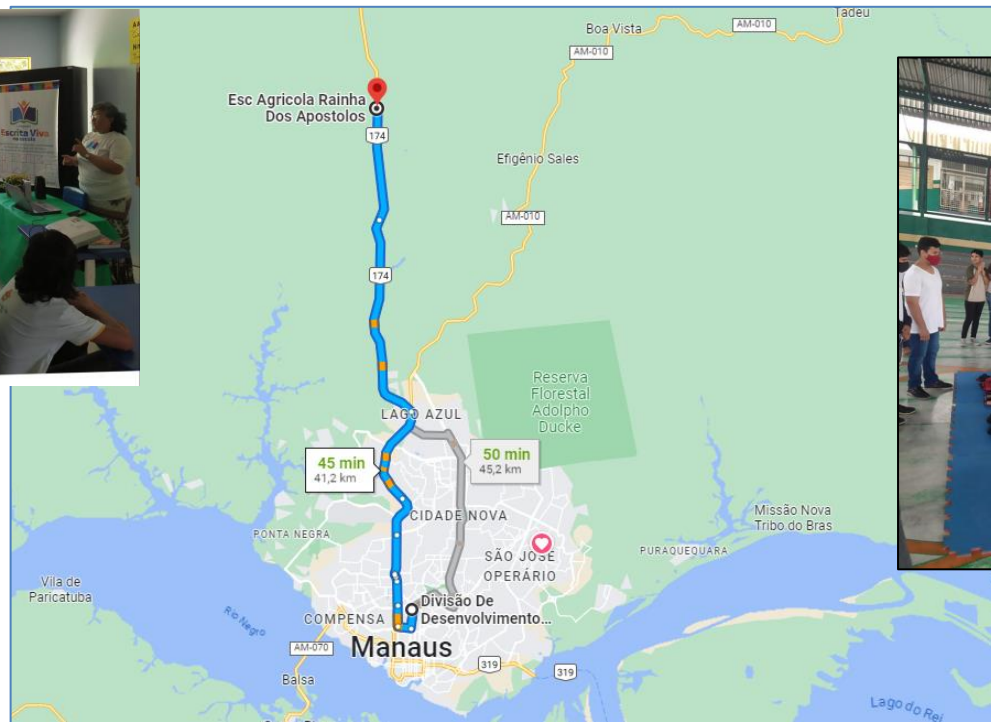 Tadeu
Boa Vista
AM-010
AM-010
Esc Agricola Rainha
Dos Apostolos
174
Efigênio Sales
AM-010
174
Escrita Viva
Reserva
Florestal
Adolpho
Ducke
LAGO AZUL
45 min
41,2 km
50 min
45,2 km
CIDADE NOVA
Missão Nova
Tribo do Bras
PONTA NEGRA
SÃO JOSÉ
OPERÁRIO
PURAQUEQUARA
Vila de
Paricatuba
Rio Negro
COMPENSA
Divisão De
Desenvolvimento...
Manaus
AM-070
319
319
Balsa
Lago do Rei